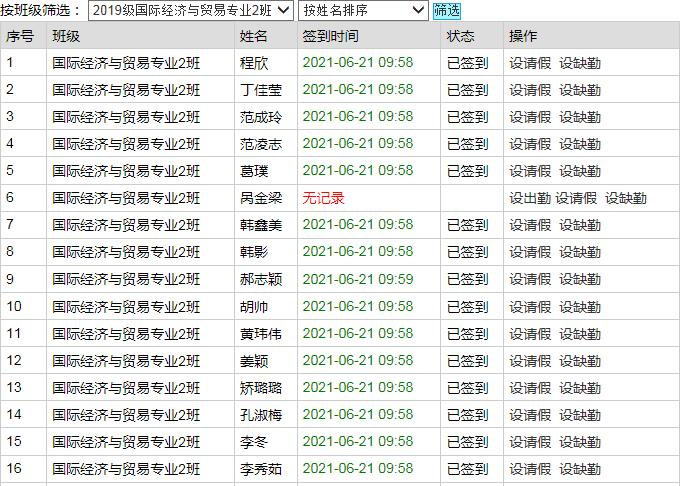 按班级筛选： 2019级国际经济与贸易专业2班 按姓名排序 筛选
序号 班级 姓名 签到时间 状态 操作
1 国际经济与贸易专业2班 程欣 2021-06-21 09:58 已签到 设请假 设缺勤
2 国际经济与贸易专业2班 丁佳莹 2021-06-21 09:58 已签到 设请假 设缺勤
3 国际经济与贸易专业2班 范成玲 2021-06-21 09:58 已签到 设请假 设缺勤
4 国际经济与贸易专业2班 范凌志 2021-06-21 09:58 已签到 设请假 设缺勤
5 国际经济与贸易专业2班 葛璞 2021-06-21 09:58 已签到 设请假 设缺勤
6 国际经济与贸易专业2班 呙金梁 无记录 设出勤 设请假 设缺勤
7 国际经济与贸易专业2班 韩鑫美 2021-06-21 09:58 已签到 设请假 设缺勤
8 国际经济与贸易专业2班 韩影 2021-06-21 09:58 已签到 设请假 设缺勤
9 国际经济与贸易专业2班 郝志颖 2021-06-21 09:59 已签到 设请假 设缺勤
10 国际经济与贸易专业2班 胡帅 2021-06-21 09:58 已签到 设请假 设缺勤
11 国际经济与贸易专业2班 黄玮伟 2021-06-21 09:58 已签到 设请假 设缺勤
12 国际经济与贸易专业2班 姜颖 2021-06-21 09:58 已签到 设请假 设缺勤
13 国际经济与贸易专业2班 矫璐璐 2021-06-21 09:58 已签到 设请假 设缺勤
14 国际经济与贸易专业2班 孔淑梅 2021-06-21 09:58 已签到 设请假 设缺勤
15 国际经济与贸易专业2班 李冬 2021-06-21 09:58 已签到 设请假 设缺勤
16 国际经济与贸易专业2班 李秀茹 2021-06-21 09:58 已签到 设请假 设缺勤